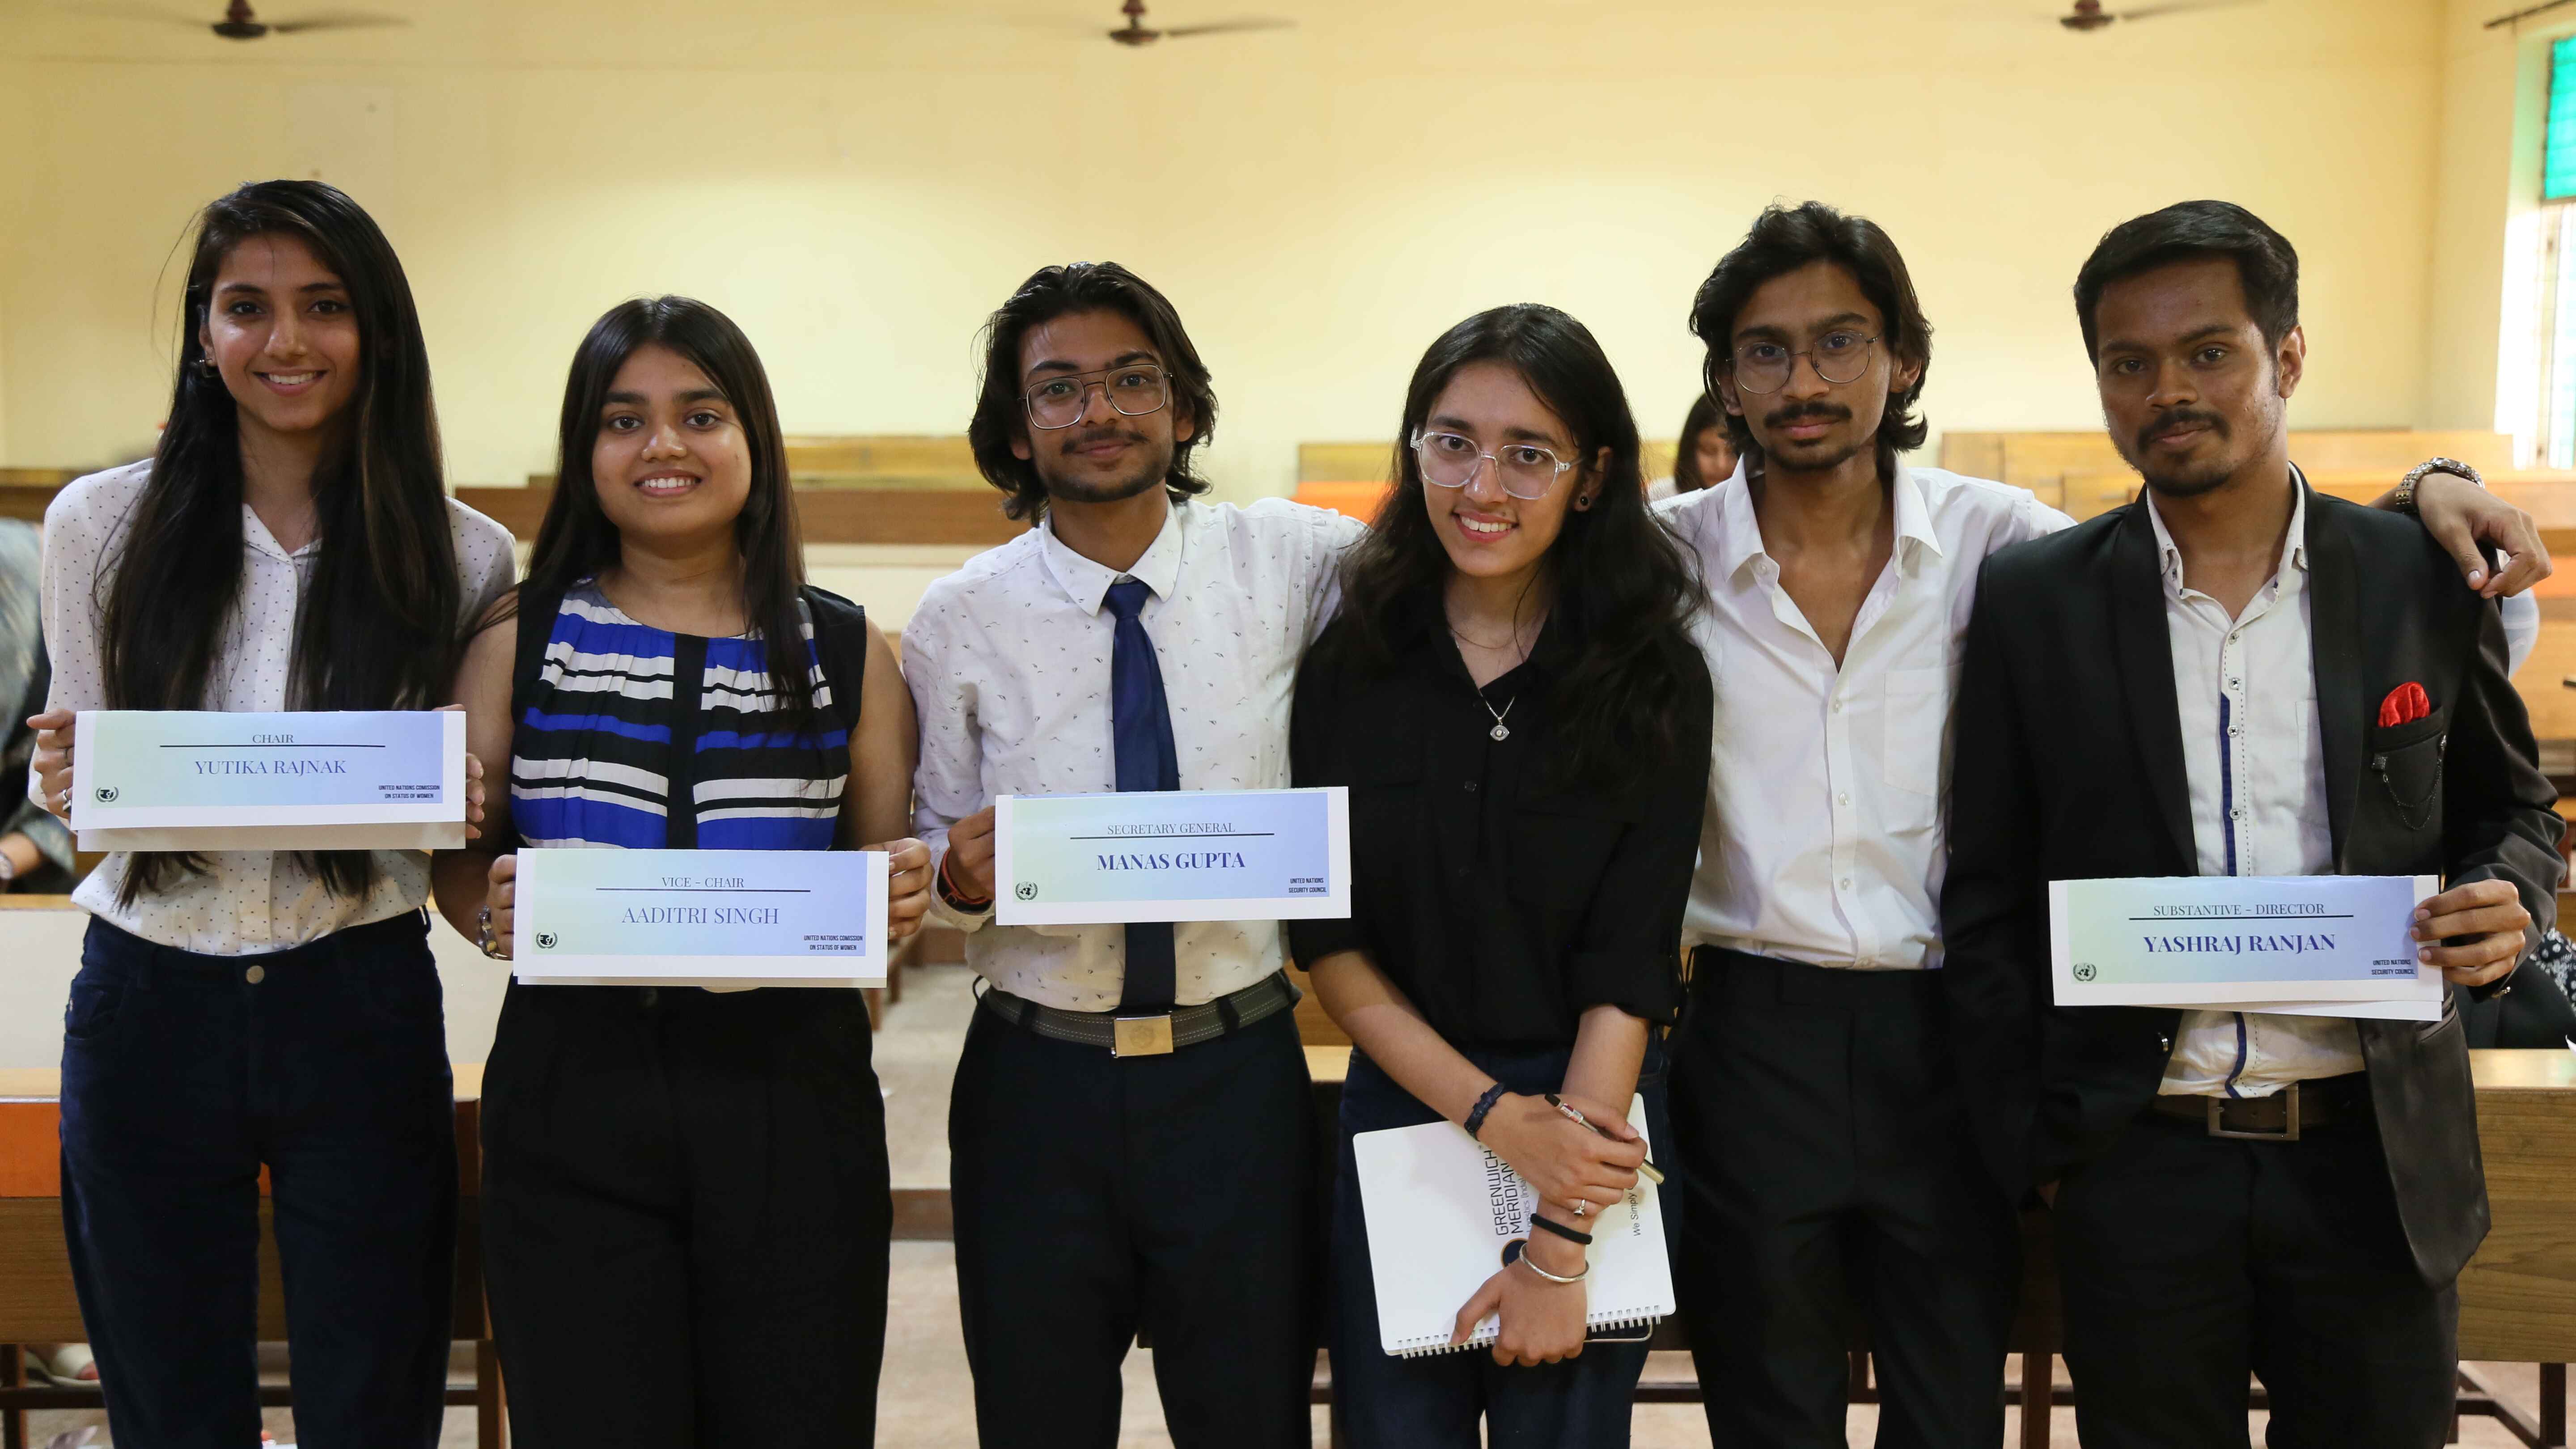 CHAIR
YUTIKA RAJNAK
UNITED NATIONS COMISSION
ON STATUS OF WOMEN
VICE - CHAIR
AADITRI SINGH
UNITED NATIONS COMISSION
ON STATUS OF WOMEN
SECRETARY GENERAL
MANAS GUPTA
UNITED NATIONS
SECURITY COUNCIL
GREENWICH
MERIDIAN
We Simply
SUBSTANTIVE - DIRECTOR
YASHRAJ RANJAN
UNITED NATIONS
SECURITY COUNCIL